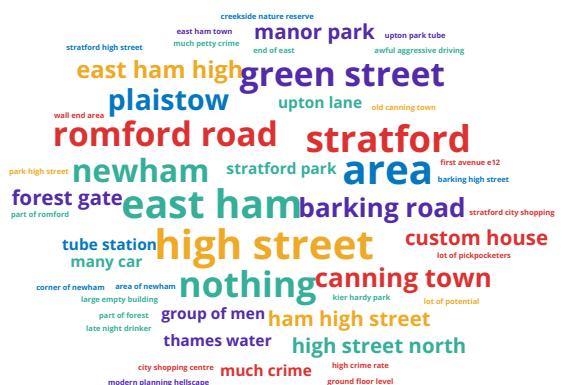 creekside nature reserve
east ham town
manor park
upton park tube
stratford high street
much petty crime
end of east
awful aggressive driving
east ham high
green street
plaistow
upton lane
old canning town
wall end area
romford road
stratford
park high street
newham
stratford park
area
first avenue e12
barking high street
forest gate
east ham
barking road
part of romford
stratford city shopping
tube station
high street
custom house
many car
lot of pickpocketers
nothing
canning town
corner of newham
area of newham
large empty building
kier hardy park
lot of potential
part of forest
group of men
ham high street
late night drinker
thames water
high street north
city shopping centre
much crime
high crime rate
modern planning hellscape
ground floor level